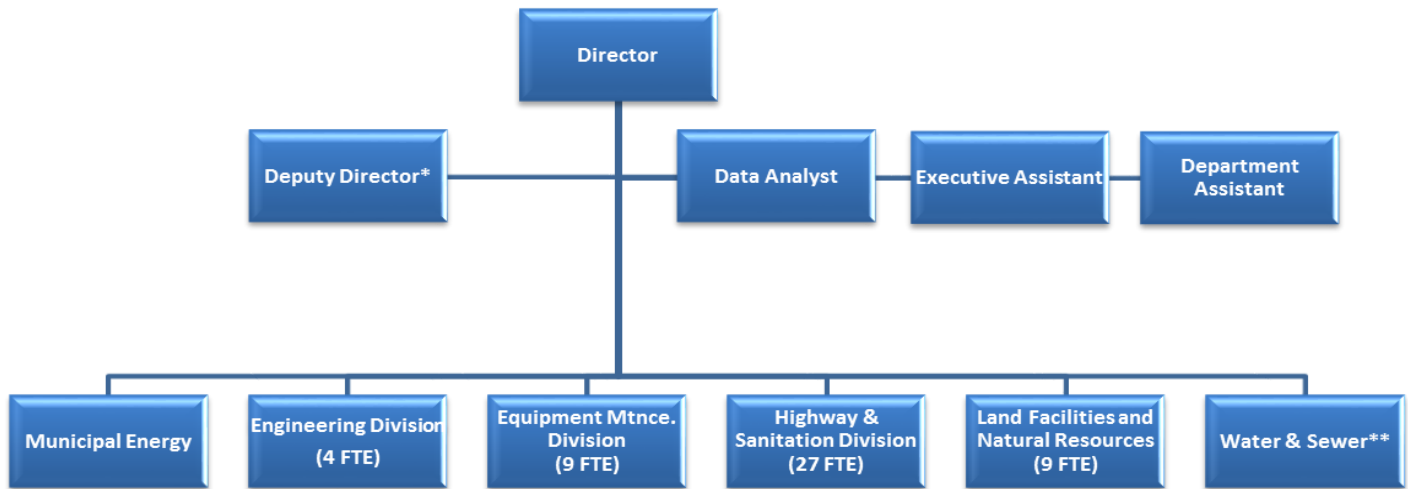 Director
Deputy Director*
Data Analyst
Executive Assistant
Department
Assistant
Municipal Energy
Engineering Division
(4 FTE)
Equipment Mtnce.
Division
(9 FTE)
Highway &
Sanitation Division
(27 FTE)
Land Facilities and
Natural Resources
(9 FTE)
Water & Sewer**